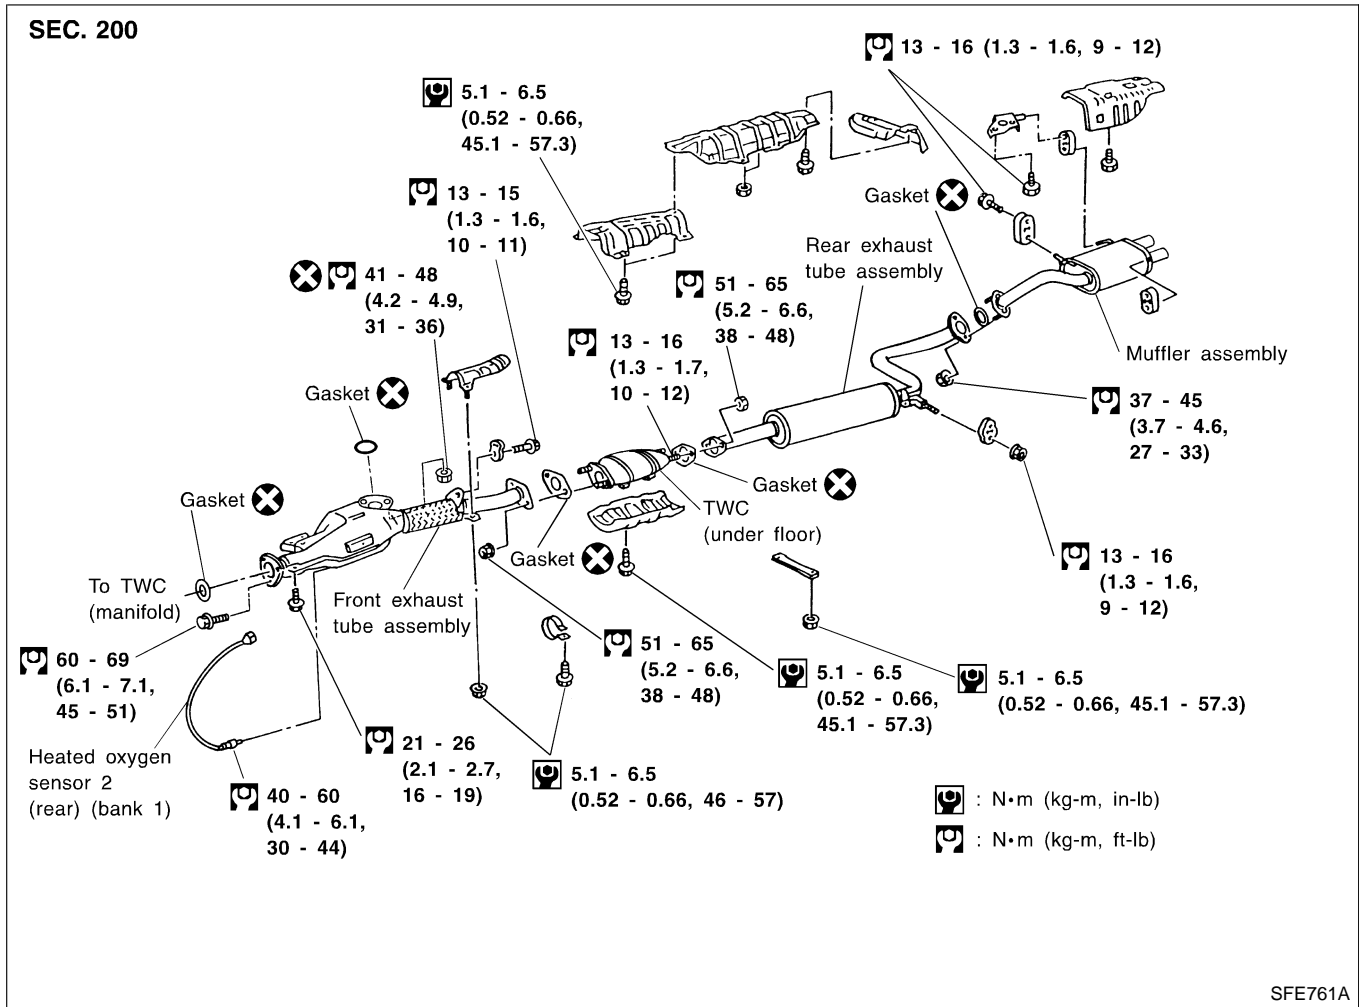 SEC. 200
13 - 16 (1.3 - 1.6, 9 - 12)
5.1 - 6.5
(0.52 - 0.66,
45.1 - 57.3)
13 - 15
(1.3 - 1.6,
10 - 11)
Gasket
Rear exhaust
tube assembly
41 - 48
(4.2 - 4.9,
31 - 36)
51 - 65
(5.2 - 6.6,
38 - 48)
13 - 16
(1.3 - 1.7,
10 - 12)
Muffler assembly
Gasket
37 - 45
(3.7 - 4.6,
27 - 33)
Gasket
Gasket
TWC
(under floor)
Gasket
To TWC
(manifold)
Front exhaust
tube assembly
13 - 16
(1.3 - 1.6,
9 - 12)
60 - 69
(6.1 - 7.1,
45 - 51)
51 - 65
(5.2 - 6.6,
38 - 48)
5.1 - 6.5
(0.52 - 0.66,
45.1 - 57.3)
5.1 - 6.5
(0.52 - 0.66, 45.1 - 57.3)
Heated oxygen
sensor 2
(rear) (bank 1)
21 - 26
(2.1 - 2.7,
16 - 19)
40 - 60
(4.1 - 6.1,
30 - 44)
5.1 - 6.5
(0.52 - 0.66, 46 - 57)
: N•m (kg-m, in-lb)
: N•m (kg-m, ft-lb)
SFE761A